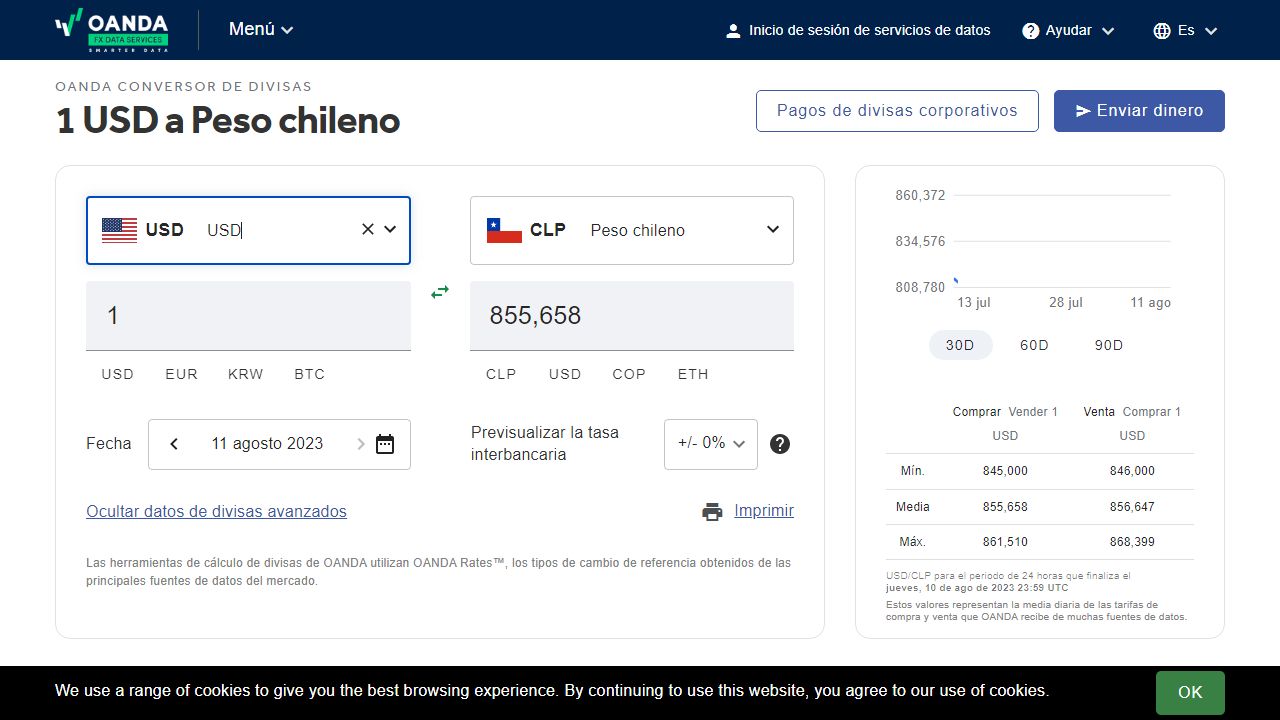 OANDA
FX DATA SERVICES
SMARTER DATA
Menú
Inicio de sesión de servicios de datos
Ayudar
Es
OANDA CONVERSOR DE DIVISAS
1 USD a Peso chileno
Pagos de divisas corporativos
Enviar dinero
USD USD
CLP Peso chileno
1
855,658
USD EUR KRW BTC
CLP USD COP ETH
Fecha
11 agosto 2023
Previsualizar la tasa
interbancaria
+/- 0%
Ocultar datos de divisas avanzados
Imprimir
Las herramientas de cálculo de divisas de OANDA utilizan OANDA Rates™, los tipos de cambio de referencia obtenidos de las
principales fuentes de datos del mercado.
860,372
834,576
808,780
13 jul 28 jul 11 ago
30D 60D 90D
Comprar Vender 1 Venta Comprar 1
USD USD
Mín. 845,000 846,000
Media 855,658 856,647
Máx. 861,510 868,399
USD/CLP para el periodo de 24 horas que finaliza el
jueves, 10 de ago de 2023 23:59 UTC
Estos valores representan la media diaria de las tarifas de
compra y venta que OANDA recibe de muchas fuentes de datos.
We use a range of cookies to give you the best browsing experience. By continuing to use this website, you agree to our use of cookies.
OK